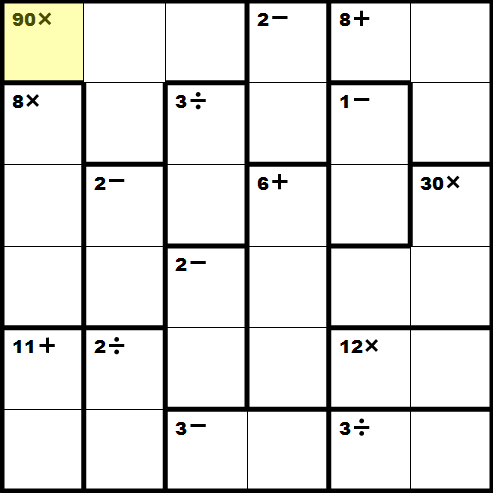 90× 2− 8+
8× 3÷ 1−
2− 6+ 30×
2−
11+ 2÷ 12×
3− 3÷